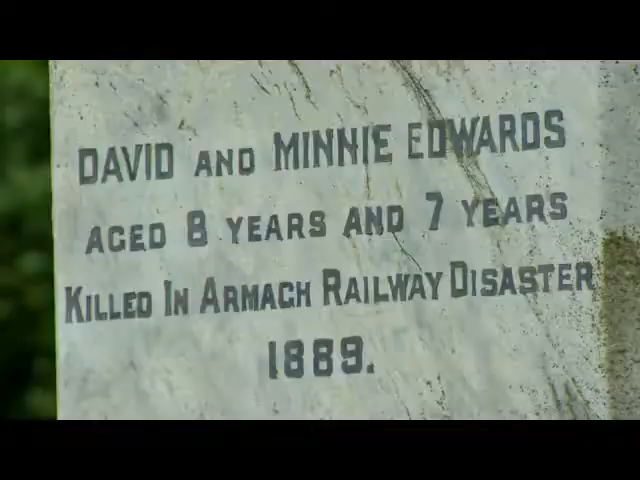 DAVID AND MINNIE EDWARDS
AGED 8 YEARS AND 7 YEARS
KILLED IN ARMAGH RAILWAY DISASTER
1889.